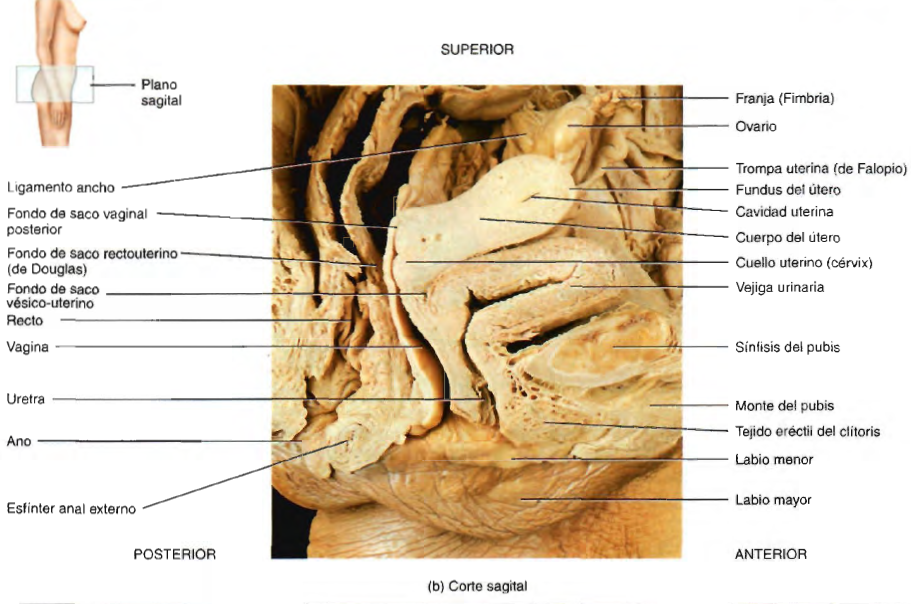 SUPERIOR
Plano
sagital
Ligamento ancho
Fondo de saco vaginal
posterior
Fondo de saco rectouterino
(de Douglas)
Fondo de saco
vésico-uterino
Recto
Vagina
Uretra
Ano
Esfínter anal externo
POSTERIOR
Franja (Fimbria)
Ovario
Trompa uterina (de Falopio)
Fundus del útero
Cavidad uterina
Cuerpo del útero
Cuello uterino (cérvix)
Vejiga urinaria
Sínfisis del pubis
Monte del pubis
Tejido eréctil del clítoris
Labio menor
Labio mayor
ANTERIOR
(b) Corte sagital